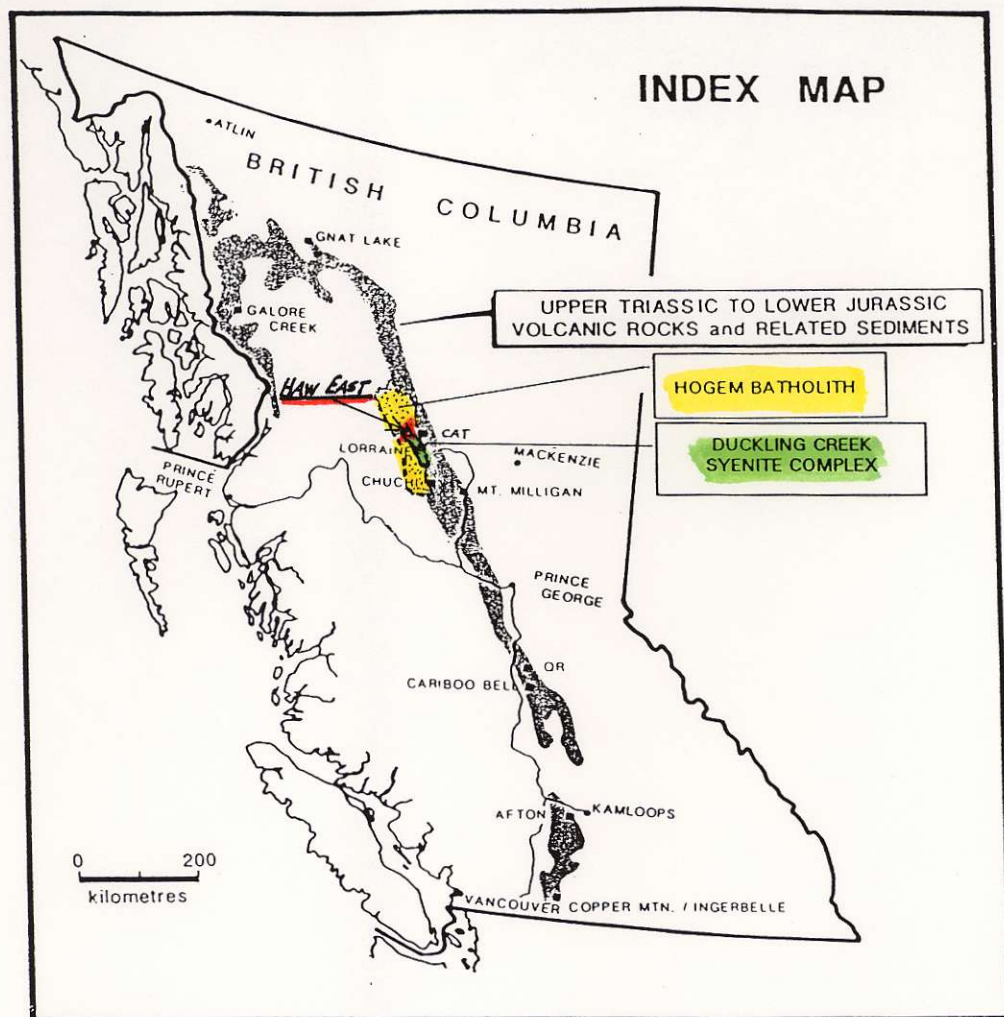 INDEX MAP
ATLIN
BRITISH COLUMBIA
GNAT LAKE
UPPER TRIASSIC TO LOWER JURASSIC
VOLCANIC ROCKS and RELATED SEDIMENTS
GALORE
CREEK
HAW EAST
HOGEM BATHOLITH
CAT
DUCKLING CREEK
SYENITE COMPLEX
LORRAINE
MACKENZIE
PRINCE
RUPERT
CHUCHI
MT. MILLIGAN
PRINCE
GEORGE
QR
CARIBOO BELL
AFTON
KAMLOOPS
0 200
kilometres
VANCOUVER COPPER MTN. / INGERBELLE